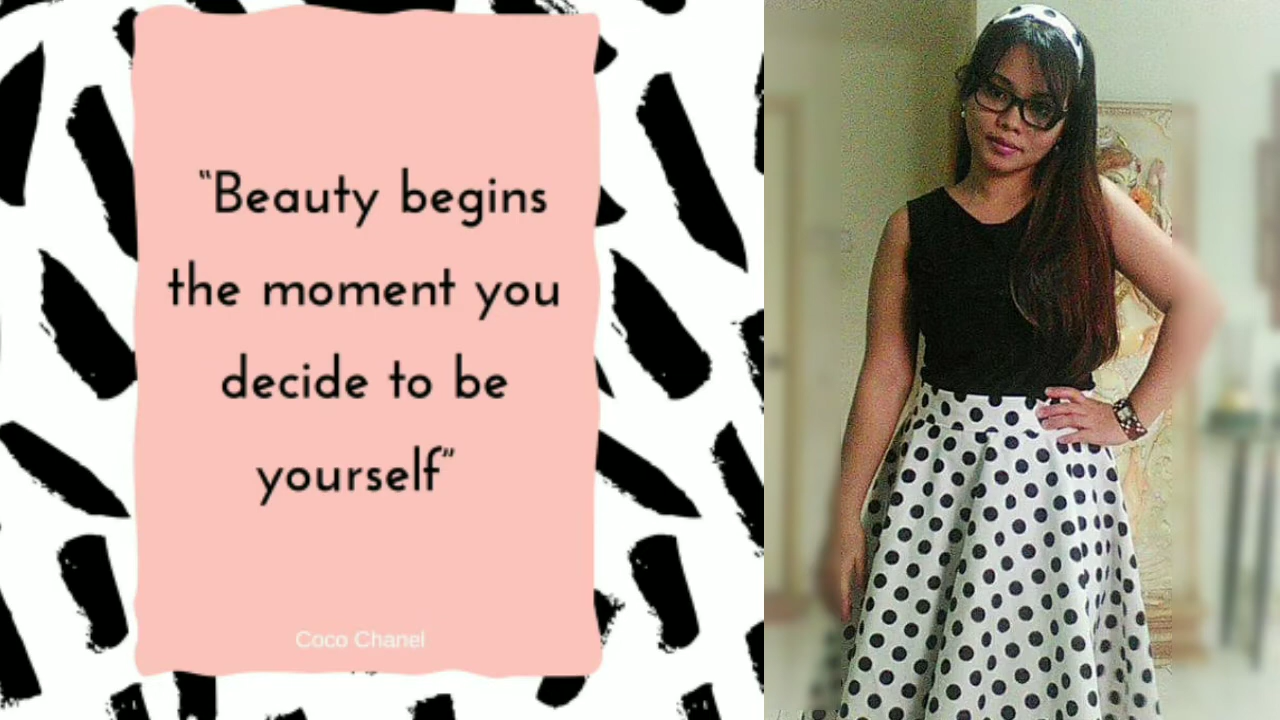 “Beauty begins
the moment you
decide to be
yourself”
Coco Chanel